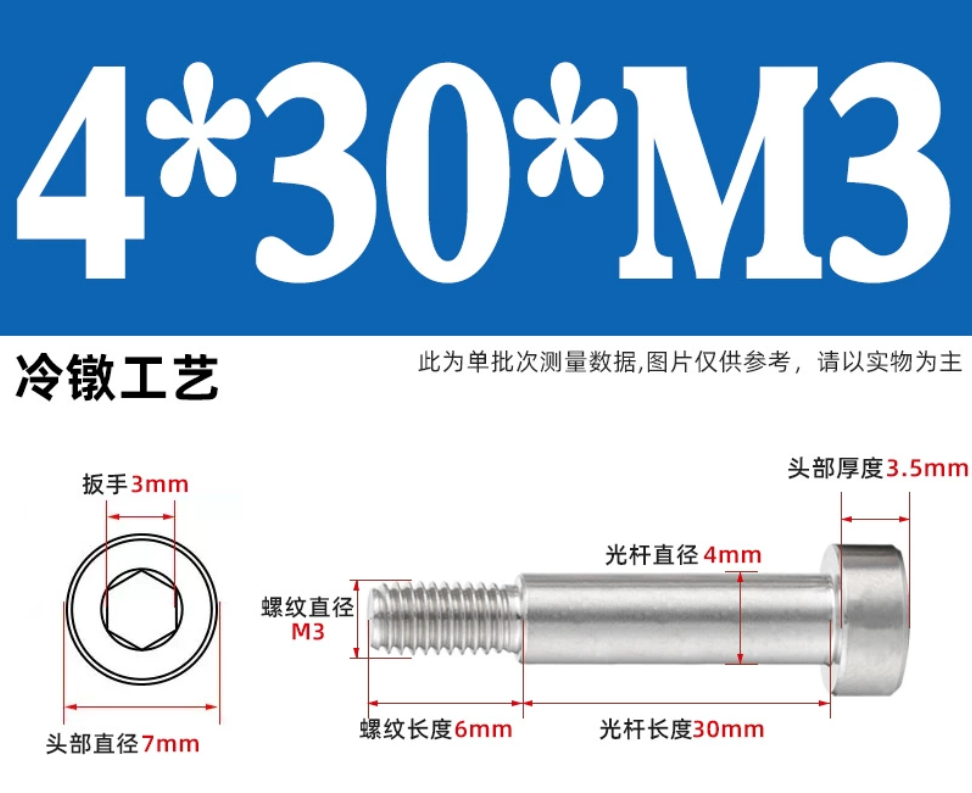 4*30*M3
冷镦工艺
此为单批次测量数据,图片仅供参考，请以实物为主
扳手3mm
头部厚度3.5mm
光杆直径4mm
螺纹直径
M3
螺纹长度6mm
光杆长度30mm
头部直径7mm